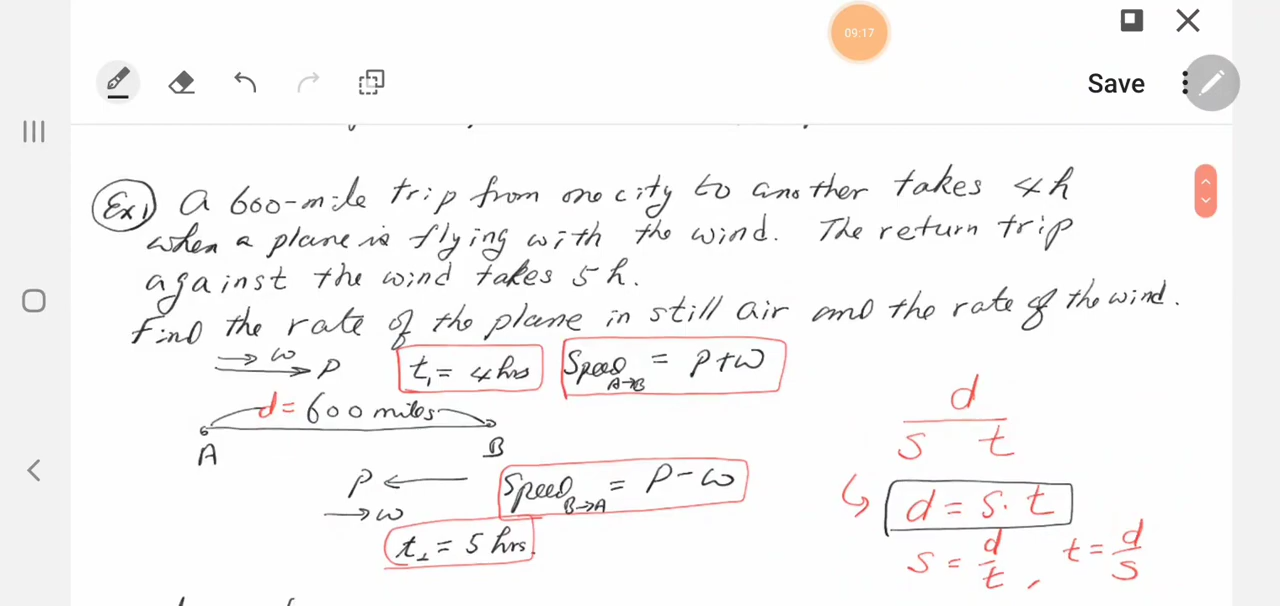 09:17
Save
Ex1 A 600-mile trip from one city to another takes 4h
when a plane is flying with the wind. The return trip
against the wind takes 5h.
Find the rate of the plane in still air and the rate of the wind.
→ w
→ P
t₁ = 4hrs
Speed A→B = P+w
d = 600 miles
A
B
d
s t
P ←
→ w
Speed B→A = P-w
d = s.t
t₂ = 5 hrs.
s = d/t , t = d/s